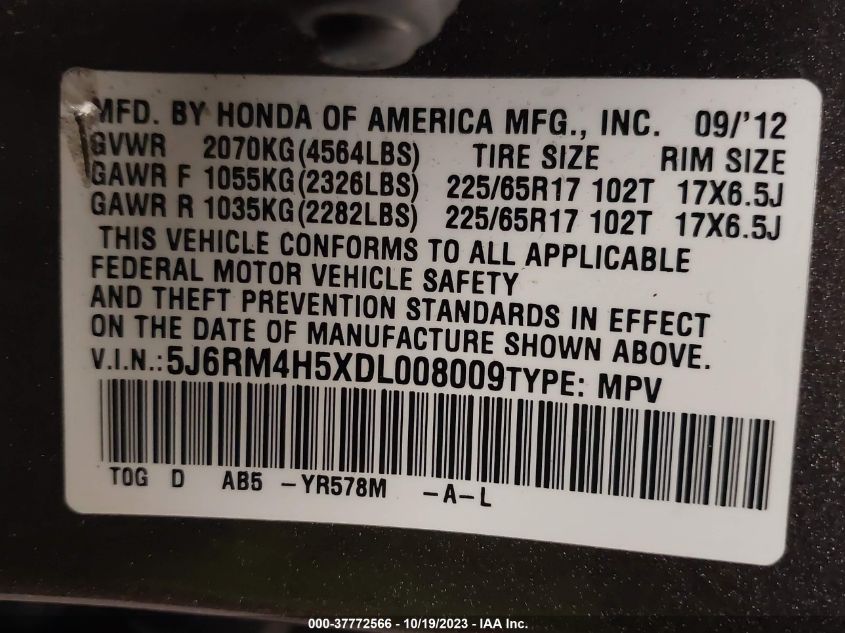 MFD. BY HONDA OF AMERICA MFG., INC. 09/'12
GVWR 2070KG(4564LBS) TIRE SIZE RIM SIZE
GAWR F 1055KG(2326LBS) 225/65R17 102T 17X6.5J
GAWR R 1035KG(2282LBS) 225/65R17 102T 17X6.5J
THIS VEHICLE CONFORMS TO ALL APPLICABLE
FEDERAL MOTOR VEHICLE SAFETY
AND THEFT PREVENTION STANDARDS IN EFFECT
ON THE DATE OF MANUFACTURE SHOWN ABOVE.
V.I.N.:5J6RM4H5XDL008009TYPE: MPV
TOG D AB5 -YR578M -A-L
000-37772566 - 10/19/2023 - IAA Inc.